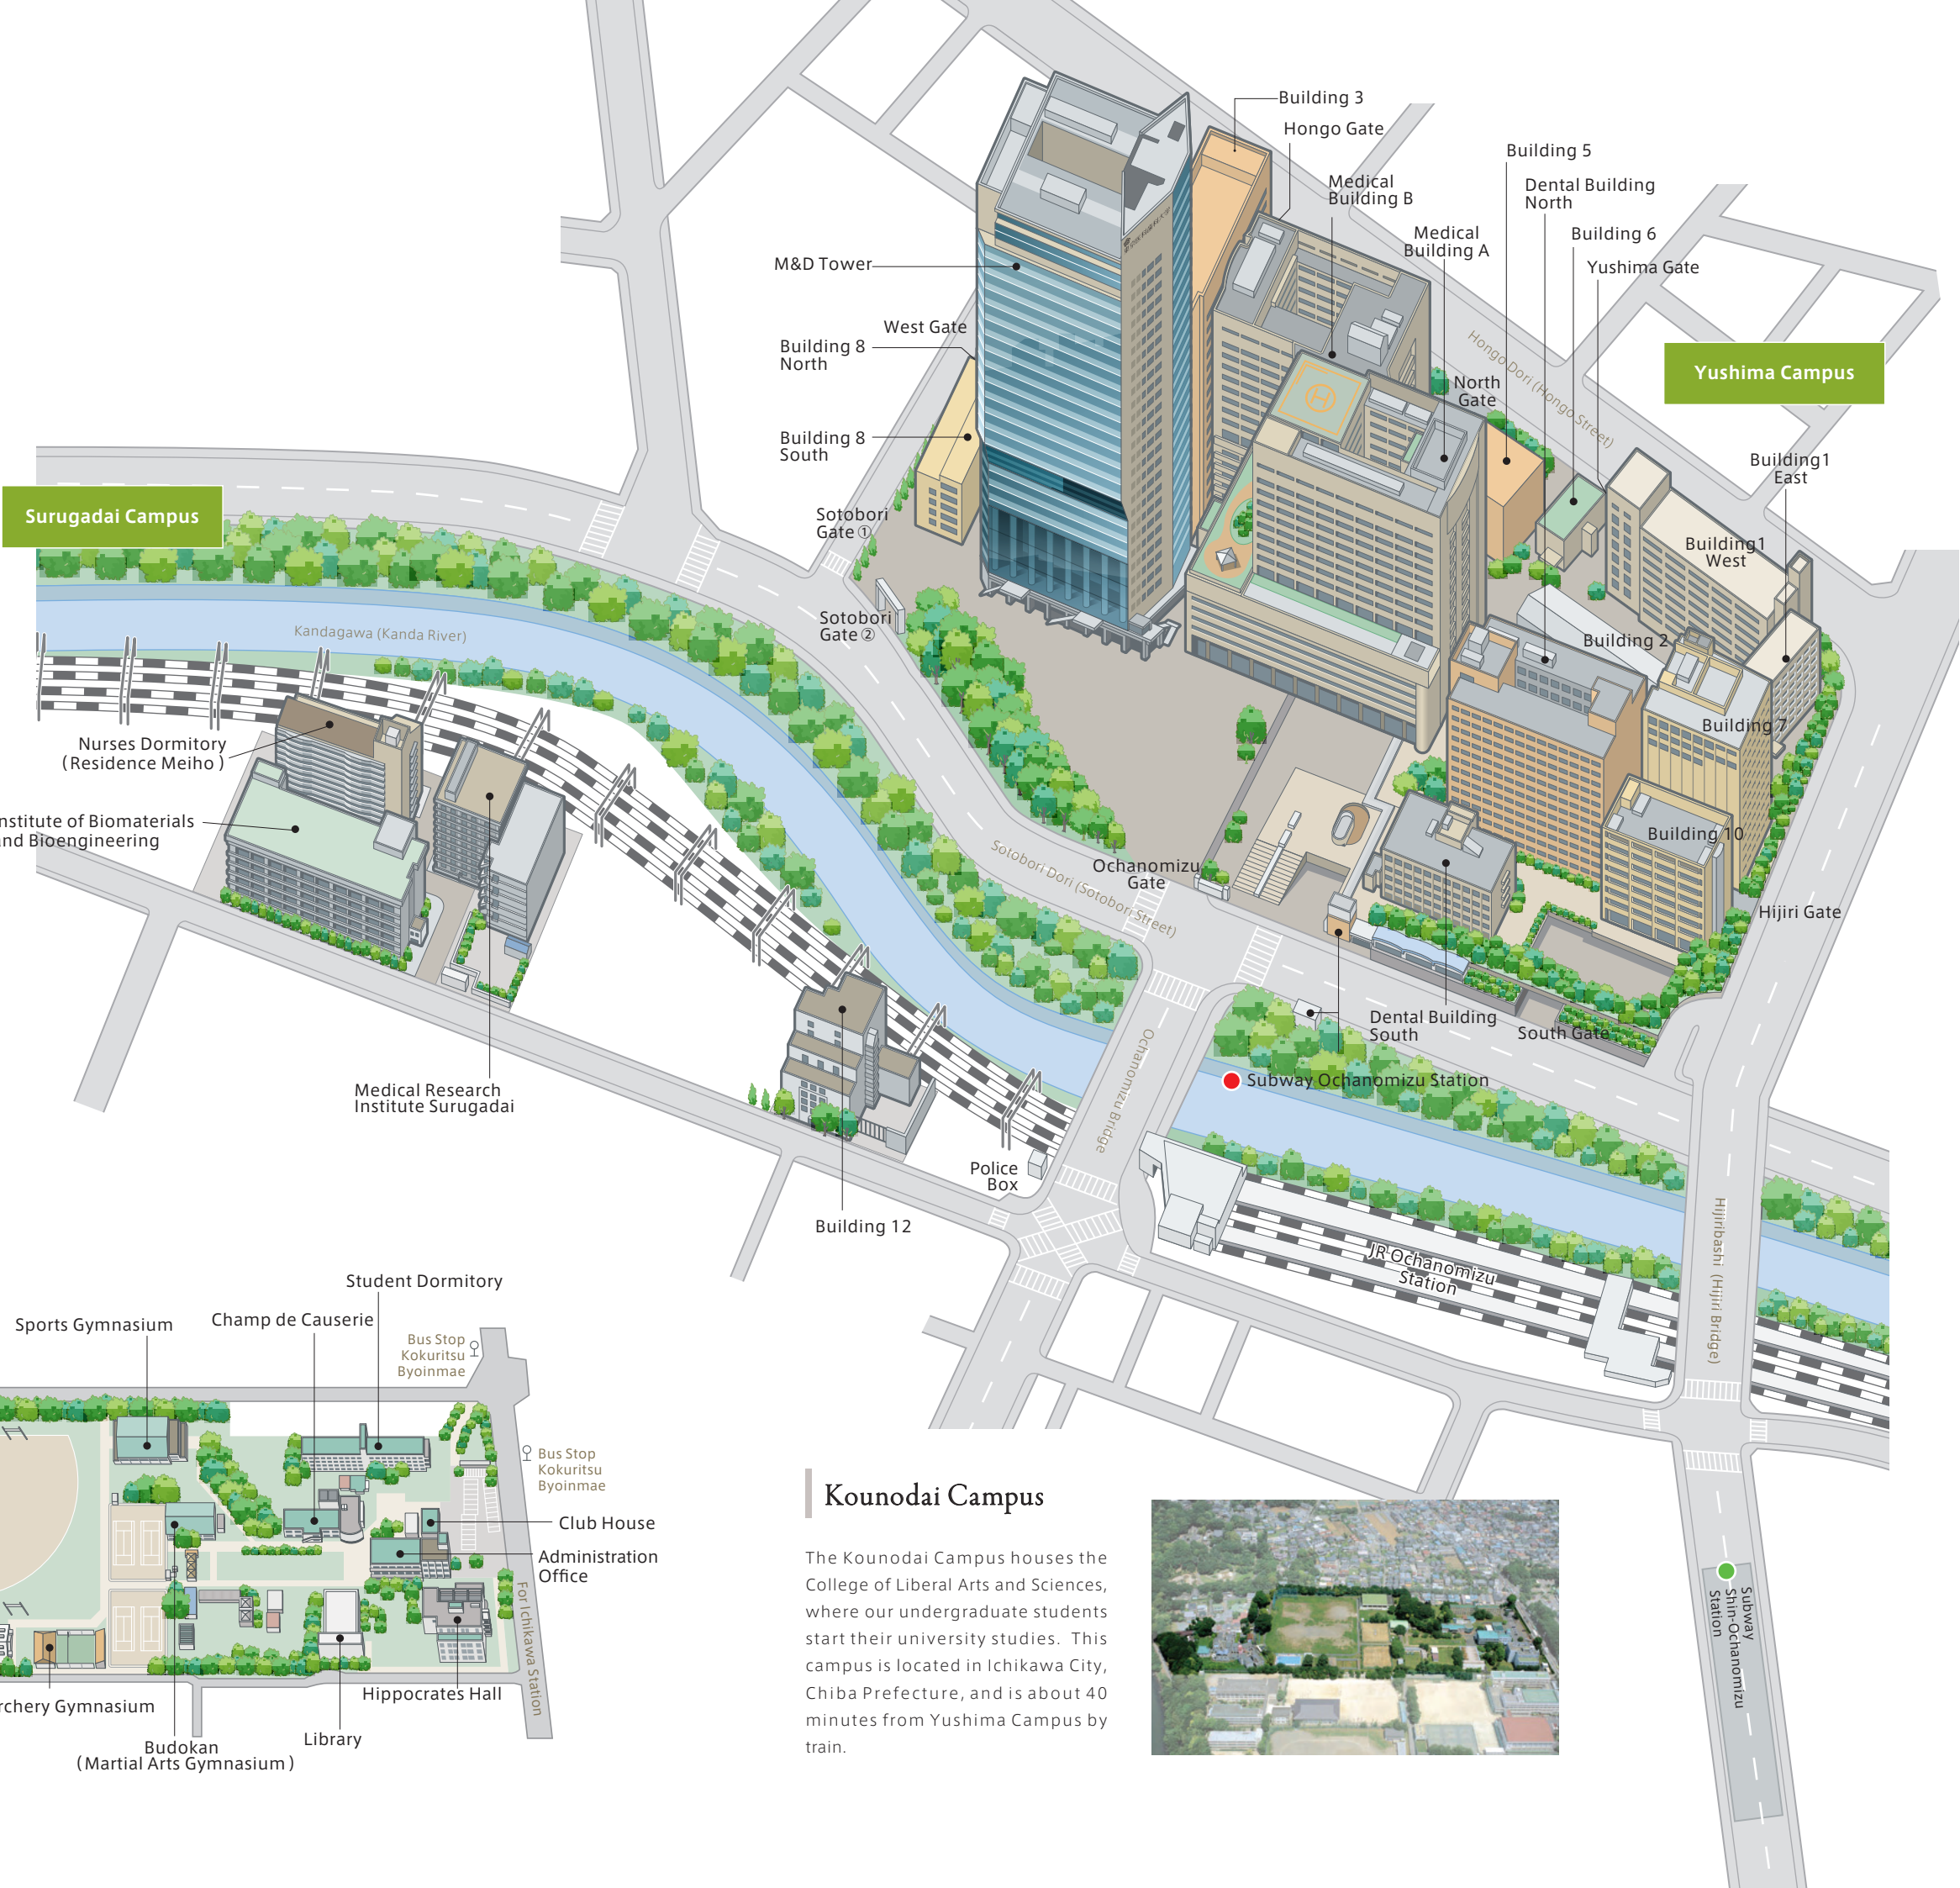 Building 3
Hongo Gate
Building 5
Medical
Building B
Dental Building
North
Medical
Building A
Building 6
Yushima Gate
M&D Tower
West Gate
Building 8
North
Hongo Dori (Hongo Street)
Yushima Campus
North
Gate
Building 8
South
Building1
East
Surugadai Campus
Sotobori
Gate①
Building1
West
Sotobori
Gate②
Kandagawa (Kanda River)
Building 2
Building 7
Nurses Dormitory
(Residence Meiho)
nstitute of Biomaterials
nd Bioengineering
Building 10
Sotobori Dori (Sotobori Street)
Ochanomizu
Gate
Hijiri Gate
Dental Building
South
South Gate
Ochanomizu Bridge
Subway Ochanomizu Station
Medical Research
Institute Surugadai
Police
Box
Building 12
Hijiribashi (Hijiri Bridge)
JR Ochanomizu
Station
Student Dormitory
Sports Gymnasium
Champ de Causerie
Bus Stop
Kokuritsu
Byoinmae
Bus Stop
Kokuritsu
Byoinmae
Club House
Administration
Office
For Ichikawa Station
Hippocrates Hall
rchery Gymnasium
Library
Budokan
(Martial Arts Gymnasium)
Kounodai Campus
The Kounodai Campus houses the
College of Liberal Arts and Sciences,
where our undergraduate students
start their university studies. This
campus is located in Ichikawa City,
Chiba Prefecture, and is about 40
minutes from Yushima Campus by
train.
Subway
Shin-Ochanomizu
Station